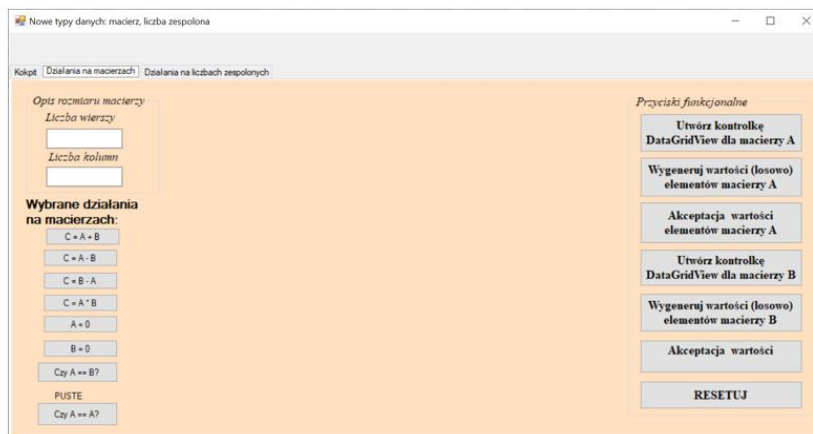 Nowe typy danych: macierz, liczba zespolona
Kokpit Działania na macierzach Działania na liczbach zespolonych
Opis rozmiaru macierzy
Liczba wierszy
Liczba kolumn
Wybrane działania
na macierzach:
C = A + B
C = A - B
C = B - A
C = A * B
A = 0
B = 0
Czy A == B?
PUSTE
Czy A == A?
Przyciski funkcjonalne
Utwórz kontrolkę
DataGridView dla macierzy A
Wygeneruj wartości (losowo)
elementów macierzy A
Akceptacja wartości
elementów macierzy A
Utwórz kontrolkę
DataGridView dla macierzy B
Wygeneruj wartości (losowo)
elementów macierzy B
Akceptacja wartości
RESETUJ